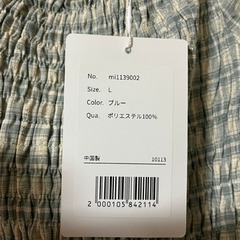 No. mi1139002
Size. L
Color. ブルー
Qua. ポリエステル100%
中国製 10113
2 000105 842114